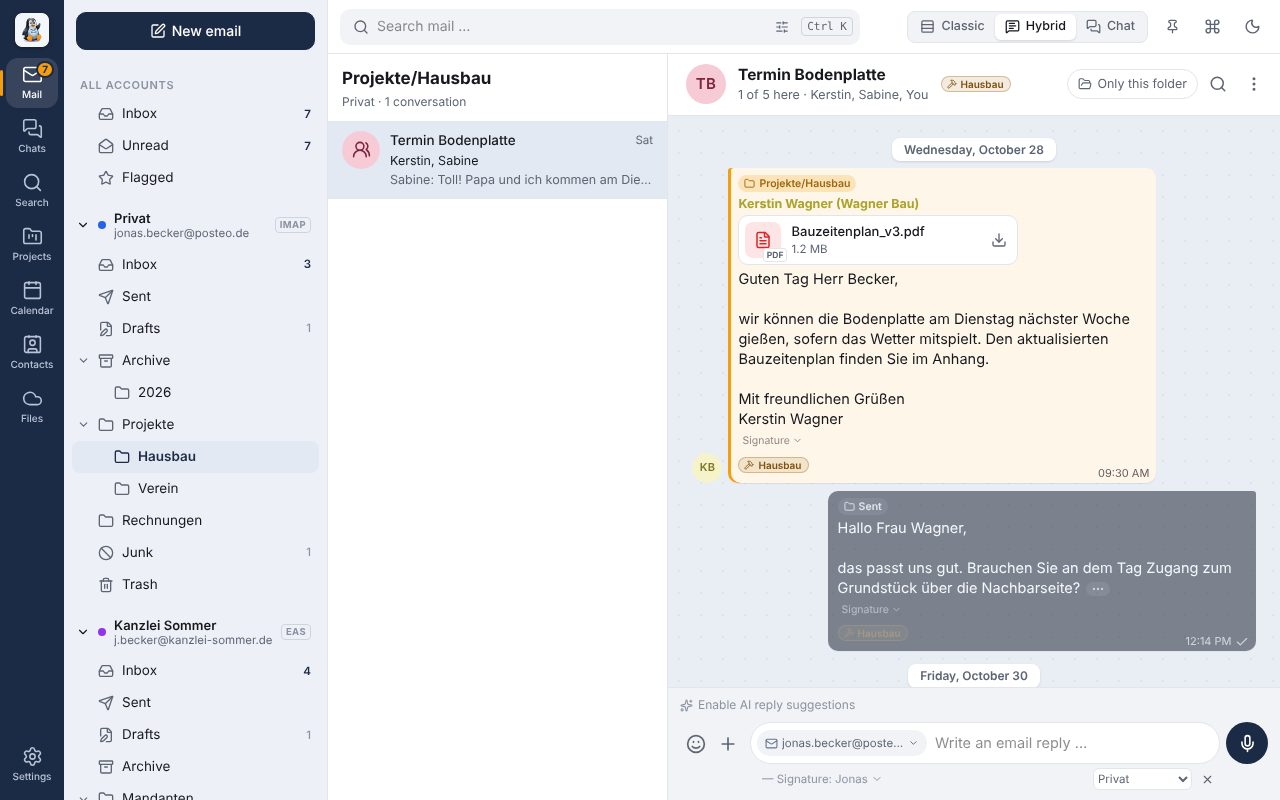 7
Mail
Chats
Search
Projects
Calendar
Contacts
Files
Settings
New email
ALL ACCOUNTS
Inbox 7
Unread 7
Flagged
Privat
jonas.becker@posteo.de
IMAP
Inbox 3
Sent
Drafts 1
Archive
2026
Projekte
Hausbau
Verein
Rechnungen
Junk 1
Trash
Kanzlei Sommer
j.becker@kanzlei-sommer.de
EAS
Inbox 4
Sent
Drafts 1
Archive
Mandanten
Search mail ...
Ctrl K
Classic
Hybrid
Chat
Projekte/Hausbau
Privat · 1 conversation
Termin Bodenplatte Sat
Kerstin, Sabine
Sabine: Toll! Papa und ich kommen am Die...
TB
Termin Bodenplatte
1 of 5 here · Kerstin, Sabine, You
Hausbau
Only this folder
Wednesday, October 28
Projekte/Hausbau
Kerstin Wagner (Wagner Bau)
Bauzeitenplan_v3.pdf
1.2 MB
PDF
Guten Tag Herr Becker,
wir können die Bodenplatte am Dienstag nächster Woche
gießen, sofern das Wetter mitspielt. Den aktualisierten
Bauzeitenplan finden Sie im Anhang.
Mit freundlichen Grüßen
Kerstin Wagner
Signature
Hausbau
KB
09:30 AM
Sent
Hallo Frau Wagner,
das passt uns gut. Brauchen Sie an dem Tag Zugang zum
Grundstück über die Nachbarseite? ...
Signature
Hausbau
12:14 PM
Friday, October 30
Enable AI reply suggestions
jonas.becker@poste...
Write an email reply ...
— Signature: Jonas
Privat